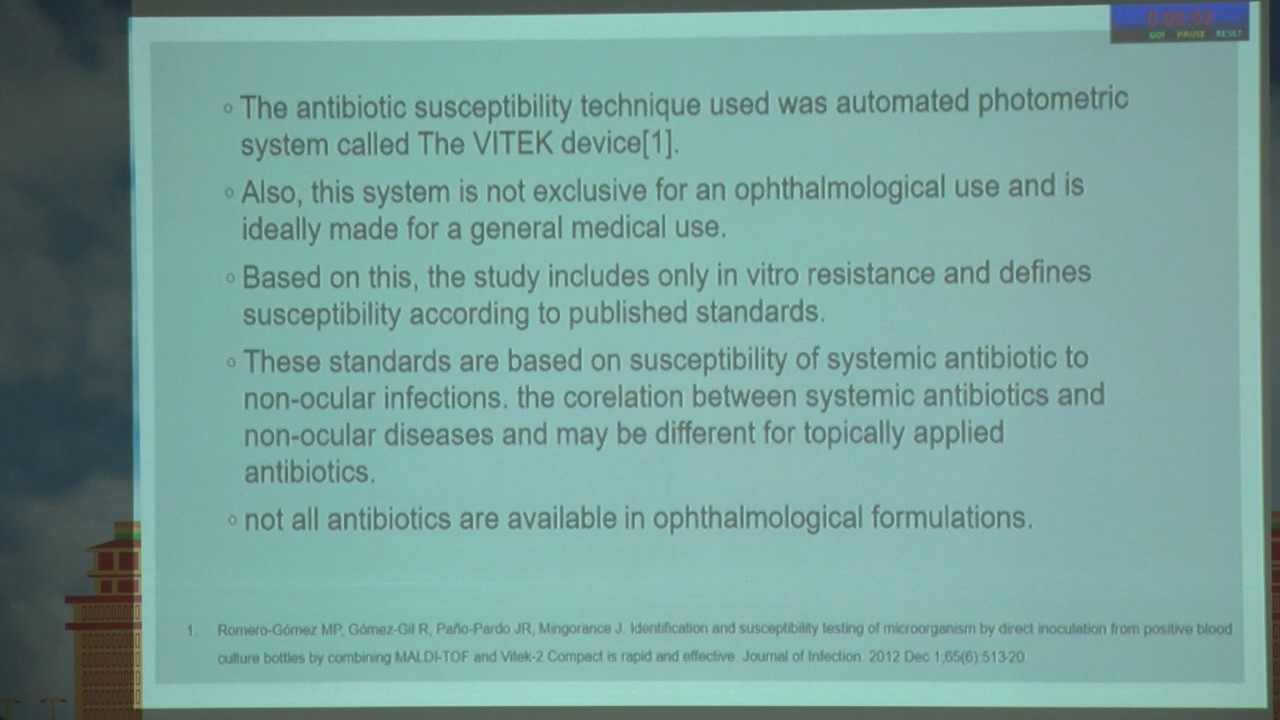 GO! PAUSE RESET
◦ The antibiotic susceptibility technique used was automated photometric
system called The VITEK device[1].
◦ Also, this system is not exclusive for an ophthalmological use and is
ideally made for a general medical use.
◦ Based on this, the study includes only in vitro resistance and defines
susceptibility according to published standards.
◦ These standards are based on susceptibility of systemic antibiotic to
non-ocular infections. the corelation between systemic antibiotics and
non-ocular diseases and may be different for topically applied
antibiotics.
◦ not all antibiotics are available in ophthalmological formulations.
1. Romero-Gómez MP, Gómez-Gil R, Paño-Pardo JR, Mingorance J. Identification and susceptibility testing of microorganism by direct inoculation from positive blood
culture bottles by combining MALDI-TOF and Vitek-2 Compact is rapid and effective. Journal of Infection. 2012 Dec 1;65(6):513-20.